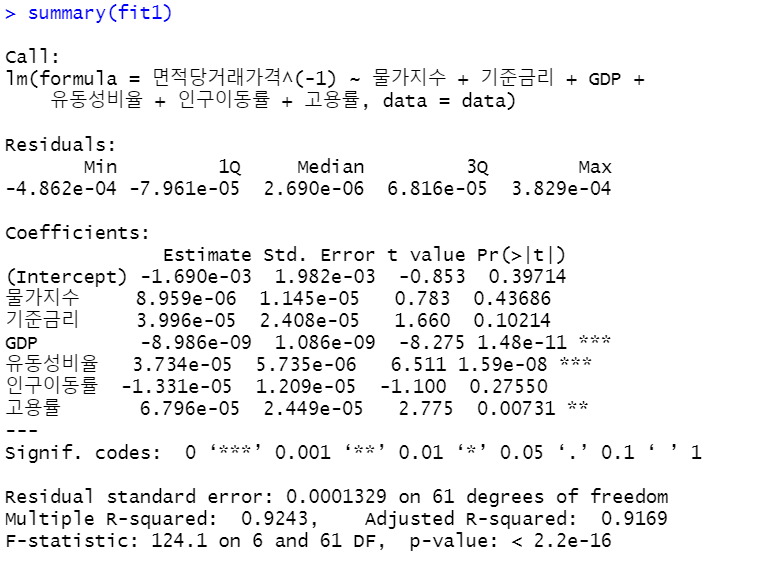 > summary(fit1)
Call:
lm(formula = 면적당거래가격^(-1) ~ 물가지수 + 기준금리 + GDP +
    유동성비율 + 인구이동률 + 고용률, data = data)
Residuals:
       Min         1Q     Median         3Q        Max
-4.862e-04 -7.961e-05  2.690e-06  6.816e-05  3.829e-04
Coefficients:
              Estimate Std. Error t value Pr(>|t|)
(Intercept) -1.690e-03  1.982e-03  -0.853  0.39714
물가지수     8.959e-06  1.145e-05   0.783  0.43686
기준금리     3.996e-05  2.408e-05   1.660  0.10214
GDP         -8.986e-09  1.086e-09  -8.275 1.48e-11 ***
유동성비율   3.734e-05  5.735e-06   6.511 1.59e-08 ***
인구이동률  -1.331e-05  1.209e-05  -1.100  0.27550
고용률       6.796e-05  2.449e-05   2.775  0.00731 **
---
Signif. codes:  0 ‘***’ 0.001 ‘**’ 0.01 ‘*’ 0.05 ‘.’ 0.1 ‘ ’ 1
Residual standard error: 0.0001329 on 61 degrees of freedom
Multiple R-squared:  0.9243,    Adjusted R-squared:  0.9169
F-statistic: 124.1 on 6 and 61 DF,  p-value: < 2.2e-16